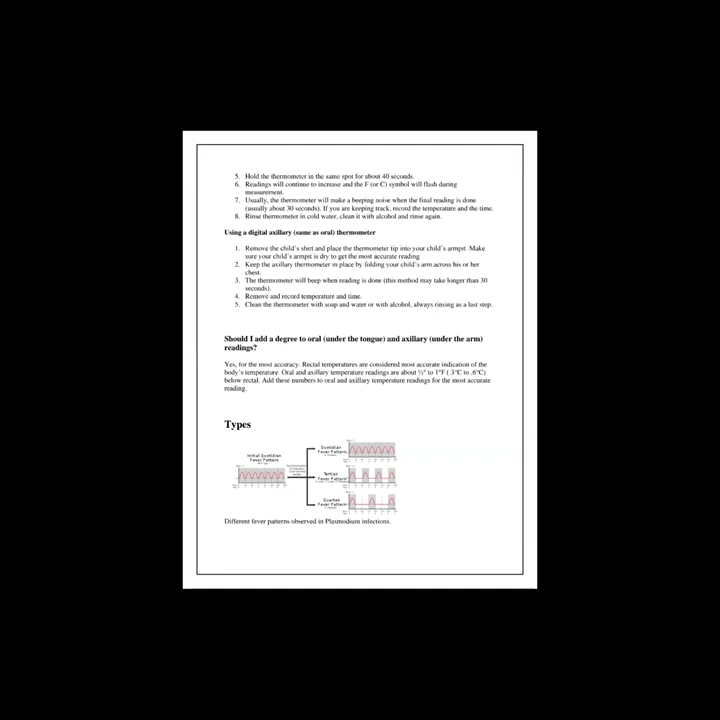 5. Hold the thermometer in the same spot for about 40 seconds.
6. Readings will continue to increase and the F (or C) symbol will flash during
measurement.
7. Usually, the thermometer will make a beeping noise when the final reading is done
(usually about 30 seconds). If you are keeping track, record the temperature and the time.
8. Rinse thermometer in cold water, clean it with alcohol and rinse again.
Using a digital axillary (same as oral) thermometer
1. Remove the child's shirt and place the thermometer tip into your child's armpit. Make
sure your child's armpit is dry to get the most accurate reading
2. Keep the axillary thermometer in place by folding your child's arm across his or her
chest.
3. The thermometer will beep when reading is done (this method may take longer than 30
seconds).
4. Remove and record temperature and time.
5. Clean the thermometer with soap and water or with alcohol, always rinsing as a last step.
Should I add a degree to oral (under the tongue) and axillary (under the arm)
readings?
Yes, for the most accuracy. Rectal temperatures are considered most accurate indication of the
body's temperature. Oral and axillary temperature readings are about ½° to 1°F (.3°C to .6°C)
below rectal. Add these numbers to oral and axillary temperature readings for the most accurate
reading.
Types
Initial Quotidian
Fever Pattern
Quotidian
Fever Pattern
Tertian
Fever Pattern
Quartan
Fever Pattern
Different fever patterns observed in Plasmodium infections.